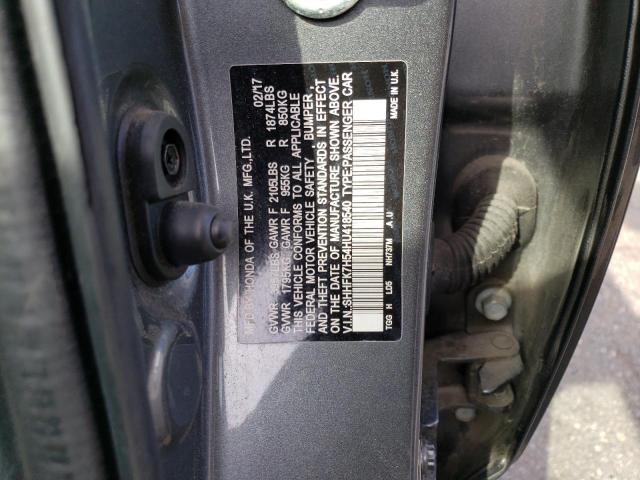 MFD. BY HONDA OF THE U.K. MFG.,LTD. 02/17
GVWR LBS GAWR F 2105LBS R 1874LBS
GVWR 1795KG GAWR F 955KG R 850KG
THIS VEHICLE CONFORMS TO ALL APPLICABLE
FEDERAL MOTOR VEHICLE SAFETY , BUMPER,
AND THEFT PREVENTION STANDARDS IN EFFECT
ON THE DATE OF MANUFACTURE SHOWN ABOVE.
V.I.N.:SHHFK7H54HU418540 TYPE:PASSENGER CAR
TGG H LD5 NH737M A.U MADE IN U.K.